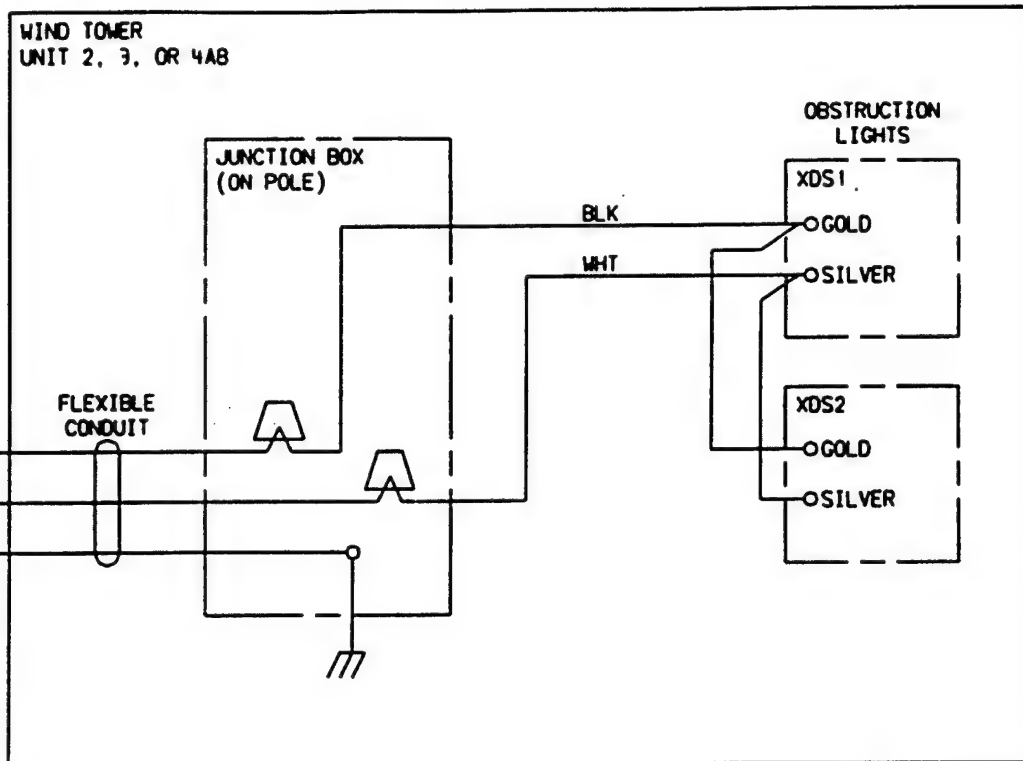 WIND TOWER
UNIT 2, 3, OR 4A8
JUNCTION BOX
(ON POLE)
OBSTRUCTION
LIGHTS
XDS1
GOLD
SILVER
BLK
WHT
FLEXIBLE
CONDUIT
XDS2
GOLD
SILVER